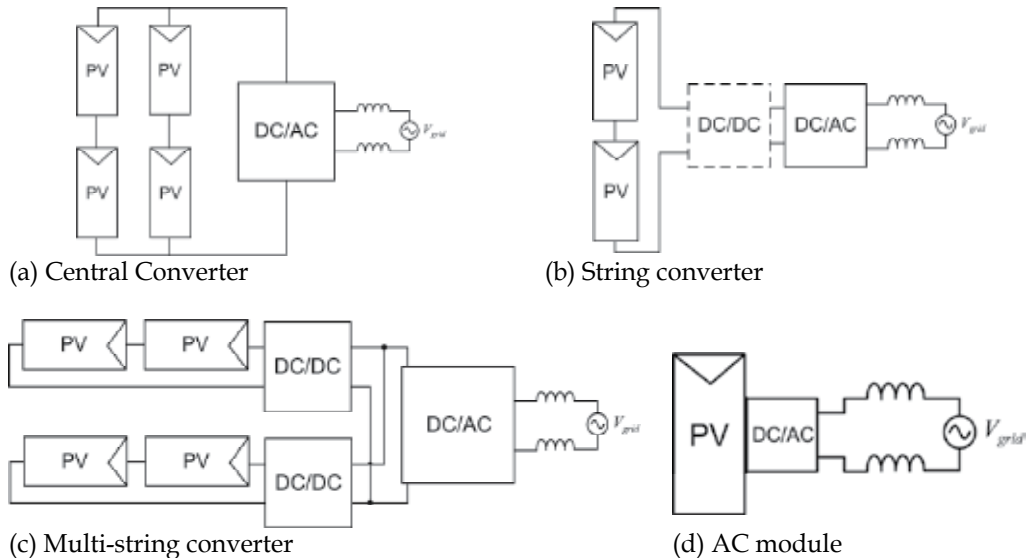 PV PV
DC/AC
V_grid
PV PV
(a) Central Converter
PV
DC/DC DC/AC
V_grid
PV
(b) String converter
PV PV
DC/DC
DC/AC
V_grid
PV PV
DC/DC
(c) Multi-string converter
PV
DC/AC
V_grid
(d) AC module